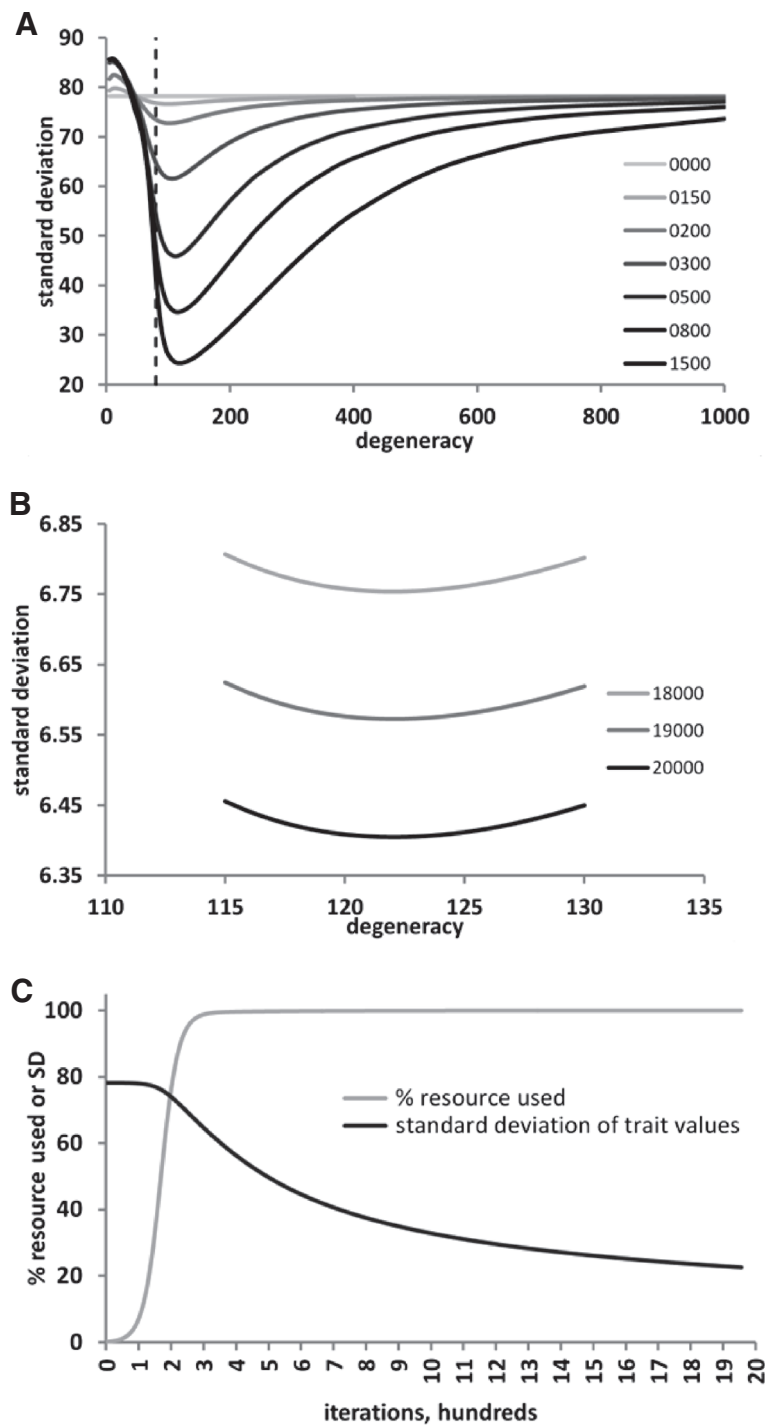 A
90
80
70
60
50
40
30
20
standard deviation
0000
0150
0200
0300
0500
0800
1500
0 200 400 600 800 1000
degeneracy
B
6.85
6.75
6.65
6.55
6.45
6.35
standard deviation
18000
19000
20000
110 115 120 125 130 135
degeneracy
C
100
80
60
40
20
0
% resource used or SD
% resource used
standard deviation of trait values
0 1 2 3 4 5 6 7 8 9 10 11 12 13 14 15 16 17 18 19 20
iterations, hundreds